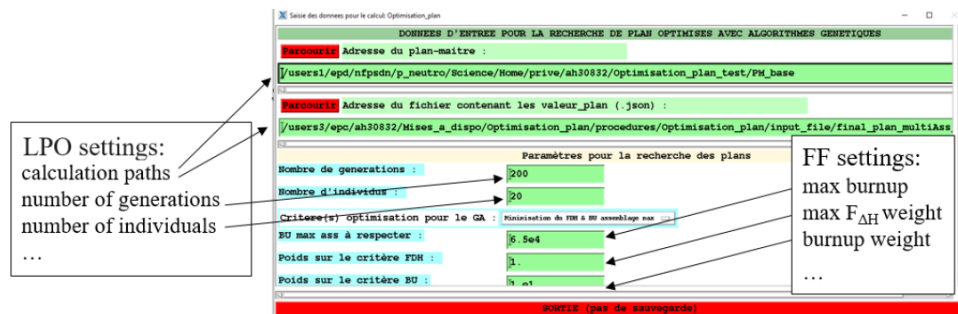 Saisie des donnees pour le calcul: Optimisation_plan
DONNEES D'ENTREE POUR LA RECHERCHE DE PLAN OPTIMISES AVEC ALGORITHMES GENETIQUES
Parcourir Adresse du plan-maitre :
/users1/epd/nfpsdn/p_neutro/Science/Home/prive/ah30832/Optimisation_plan_test/PM_base
Parcourir Adresse du fichier contenant les valeur_plan (.json) :
/users3/epc/ah30832/Mises_a_dispo/Optimisation_plan/procedures/Optimisation_plan/input_file/final_plan_multiAss_
Paramètres pour la recherche des plans
Nombre de generations : 200
Nombre d'individus : 20
Critere(s) optimisation pour le GA : Minimisation du FDH & BU assemblage max
BU max ass à respecter : 6.5e4
Poids sur le critère FDH : 1.
Poids sur le critère BU : 1.e1
SORTIE (pas de sauvegarde)
LPO settings:
calculation paths
number of generations
number of individuals
…
FF settings:
max burnup
max FΔH weight
burnup weight
…